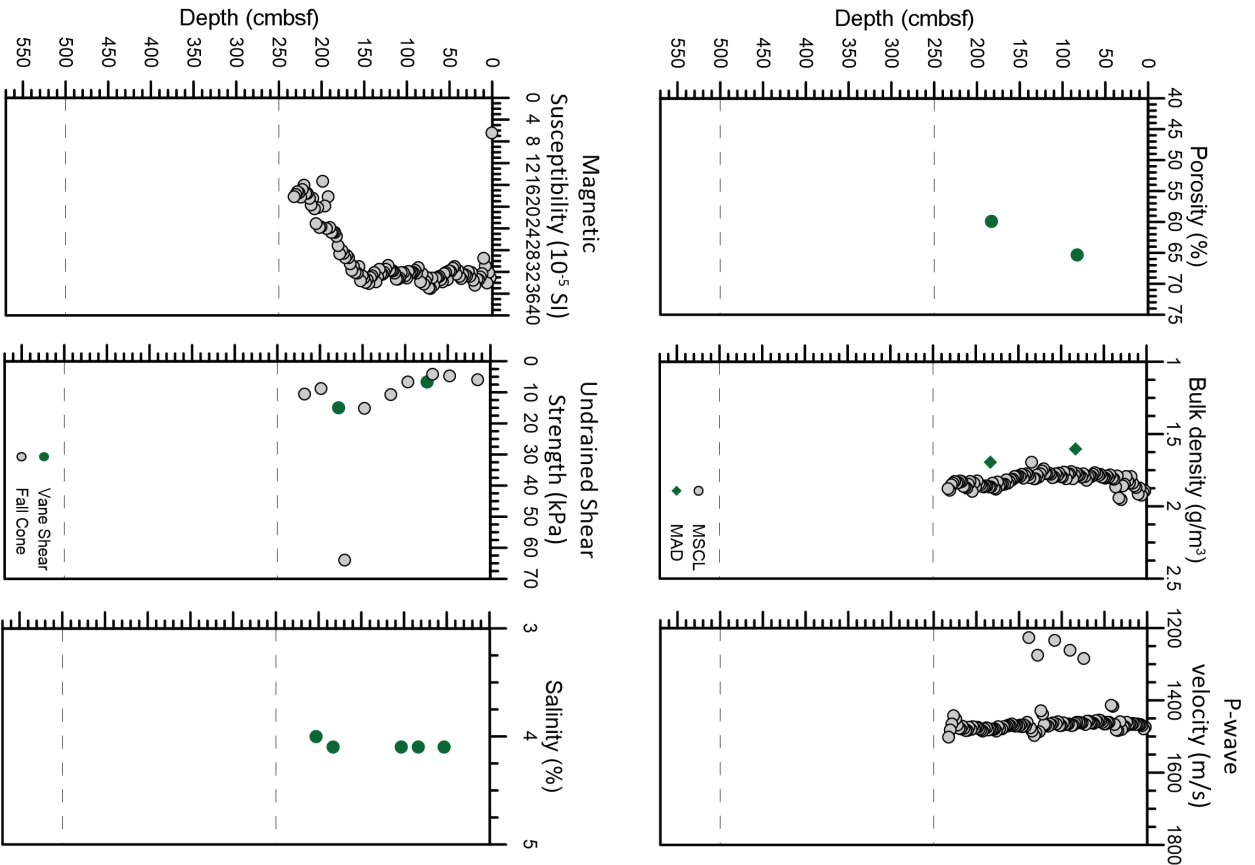 Porosity (%)
40 45 50 55 60 65 70 75
Bulk density (g/m³)
1 1.5 2 2.5
P-wave
velocity (m/s)
1200 1400 1600 1800
Depth (cmbsf)
0
50
100
150
200
250
300
350
400
450
500
550
MSCL
MAD
Magnetic
Susceptibility (10⁻⁵ SI)
0 4 8 12 16 20 24 28 32 36 40
Undrained Shear
Strength (kPa)
0 10 20 30 40 50 60 70
Salinity (%)
3 4 5
Depth (cmbsf)
0
50
100
150
200
250
300
350
400
450
500
550
Vane Shear
Fall Cone